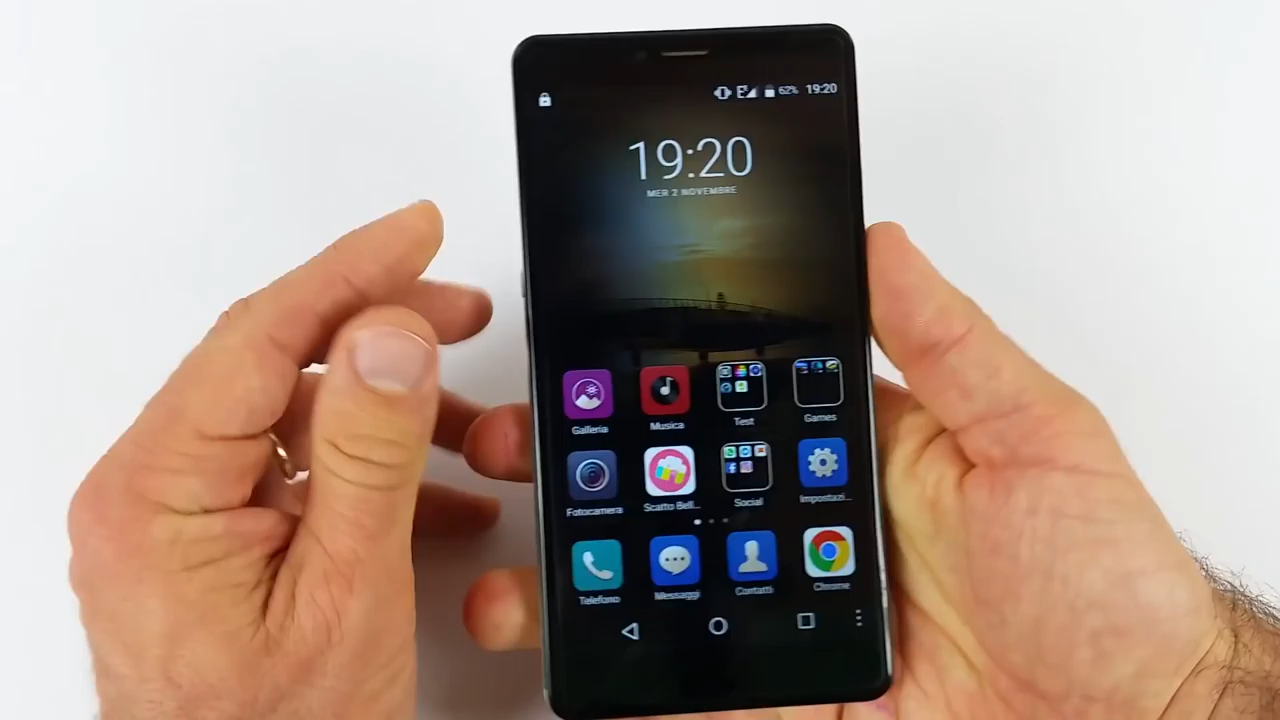 62% 19:20
19:20
MER 2 NOVEMBRE
Galleria Musica Test Games
Fotocamera Scatto Bell... Social Impostazi...
Telefono Messaggi Contatti Chrome